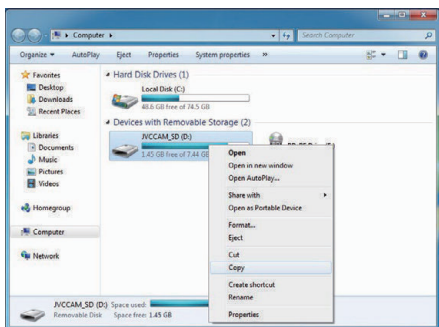 Computer
Search Computer
Organize
AutoPlay
Eject
Properties
System properties
»
Favorites
Desktop
Downloads
Recent Places
Libraries
Documents
Music
Pictures
Videos
Homegroup
Computer
Network
Hard Disk Drives (1)
Local Disk (C:)
48.6 GB free of 74.5 GB
Devices with Removable Storage (2)
JVCCAM_SD (D:)
1.45 GB free of 7.44 GB
Open
Open in new window
Open AutoPlay...
Share with
Open as Portable Device
Format...
Eject
Cut
Copy
Create shortcut
Rename
Properties
JVCCAM_SD (D:) Space used:
Removable Disk Space free: 1.45 GB